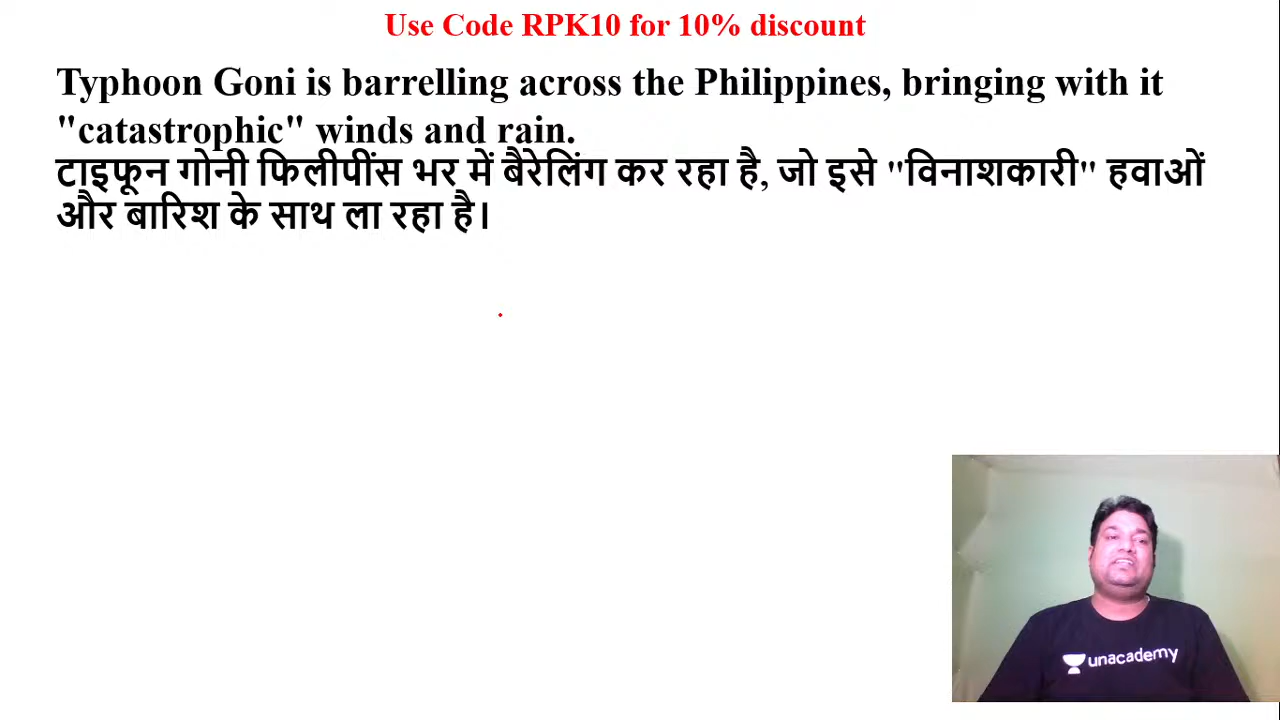 Use Code RPK10 for 10% discount
Typhoon Goni is barrelling across the Philippines, bringing with it
"catastrophic" winds and rain.
टाइफून गोनी फिलीपींस भर में बैरेलिंग कर रहा है, जो इसे "विनाशकारी" हवाओं
और बारिश के साथ ला रहा है।
unacademy